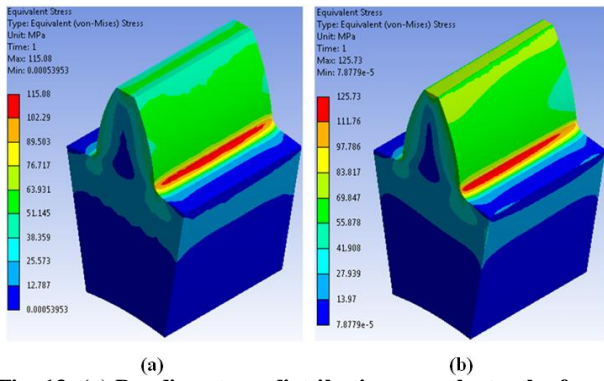 Equivalent Stress
Type: Equivalent (von-Mises) Stress
Unit: MPa
Time: 1
Max: 115.08
Min: 0.00053953
115.08
102.29
89.503
76.717
63.931
51.145
38.359
25.573
12.787
0.00053953
Equivalent Stress
Type: Equivalent (von-Mises) Stress
Unit: MPa
Time: 1
Max: 125.73
Min: 7.8779e-5
125.73
111.76
97.786
83.817
69.847
55.878
41.908
27.939
13.97
7.8779e-5
(a)
(b)